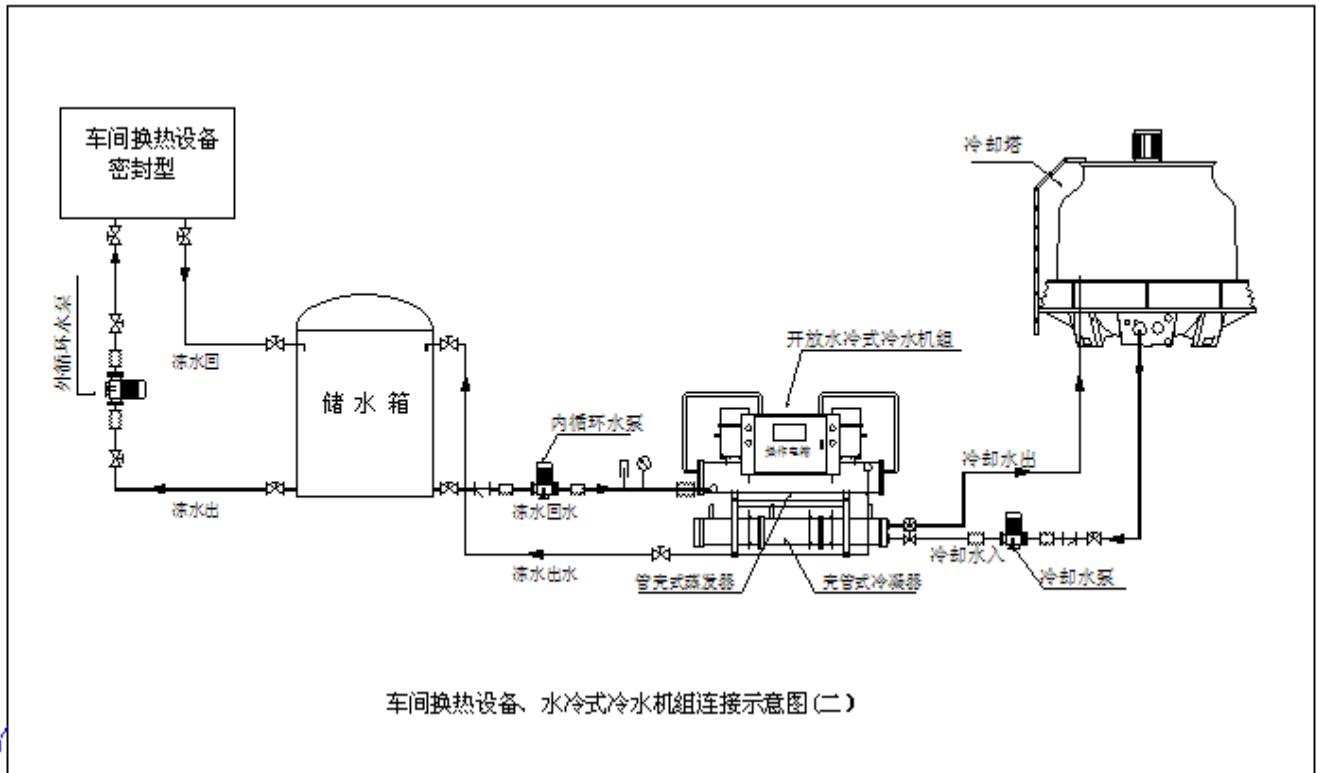 车间换热设备
密封型
冷却塔
外循环水泵
冻水回
储水箱
开放水冷式冷水机组
内循环水泵
操作电箱
冷却水出
冻水出
冻水回水
冷却水入
冻水出水
管壳式蒸发器
壳管式冷凝器
冷却水泵
车间换热设备、水冷式冷水机组连接示意图(二)